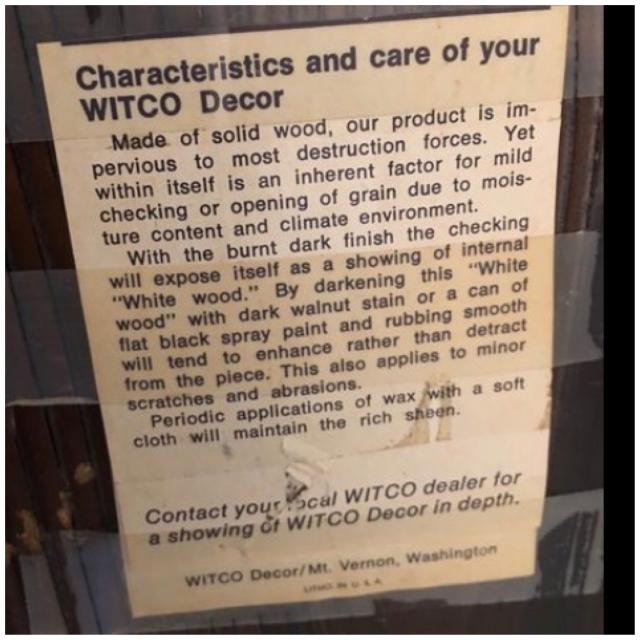 Characteristics and care of your
WITCO Decor
Made of solid wood, our product is im-
pervious to most destruction forces. Yet
within itself is an inherent factor for mild
checking or opening of grain due to mois-
ture content and climate environment.
With the burnt dark finish the checking
will expose itself as a showing of internal
"White wood." By darkening this "White
wood" with dark walnut stain or a can of
flat black spray paint and rubbing smooth
will tend to enhance rather than detract
from the piece. This also applies to minor
scratches and abrasions.
Periodic applications of wax with a soft
cloth will maintain the rich sheen.
Contact your local WITCO dealer for
a showing of WITCO Decor in depth.
WITCO Decor/Mt. Vernon, Washington
LITHO. IN U.S.A.